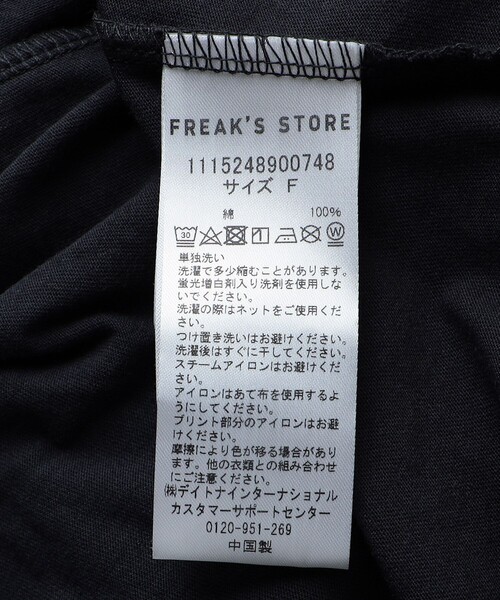 FREAK'S STORE
1115248900748
サイズ F
綿 100%
30
単独洗い
洗濯で多少縮むことがあります。
蛍光増白剤入り洗剤を使用しな
いでください。
洗濯の際はネットをご使用くだ
さい。
つけ置き洗いはお避けください。
洗濯後はすぐに干してください。
スチームアイロンはお避けくだ
さい。
アイロンはあて布を使用するよ
うにしてください。
プリント部分のアイロンはお避
けください。
摩擦により色が移る場合があり
ます。他の衣類との組み合わせ
にご注意ください。
㈱デイトナインターナショナル
カスタマーサポートセンター
0120-951-269
中国製